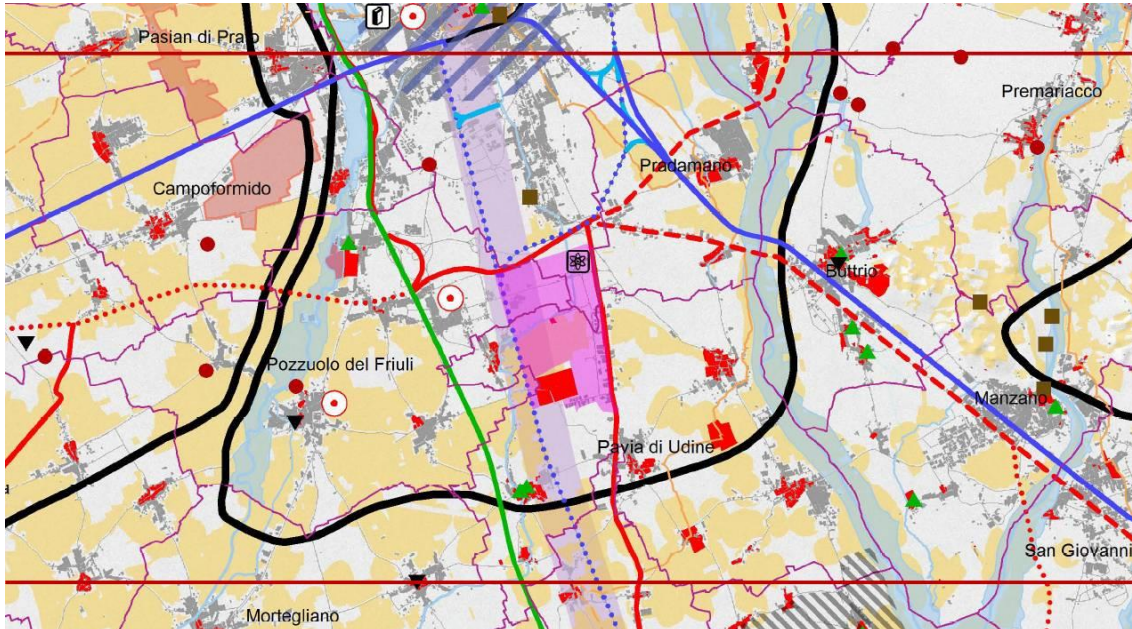 Pasian di Prato
Premariacco
Pradamano
Campoformido
Buttrio
Pozzuolo del Friuli
Manzano
Pavia di Udine
San Giovanni
Mortegliano